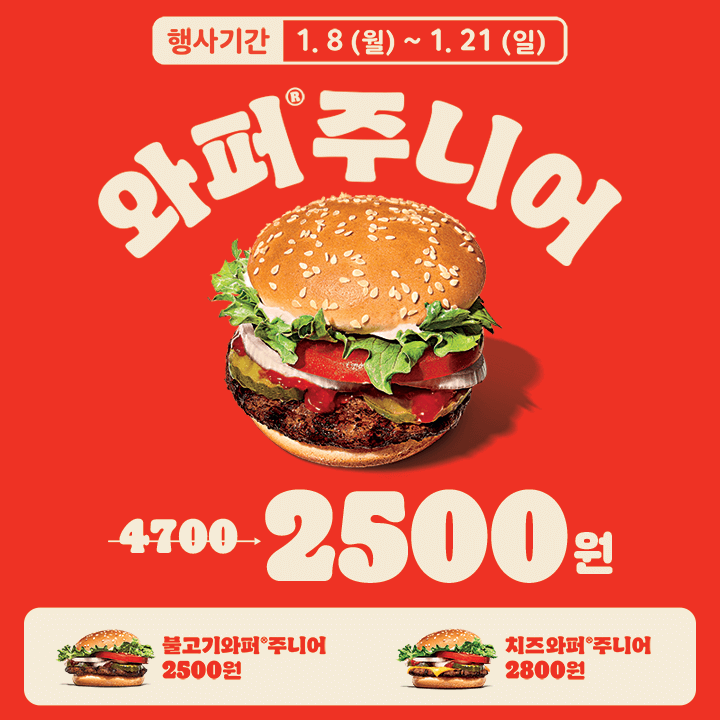 행사기간 1. 8 (월) ~ 1. 21 (일)
와퍼® 주니어
4700 → 2500원
불고기와퍼®주니어
2500원
치즈와퍼®주니어
2800원